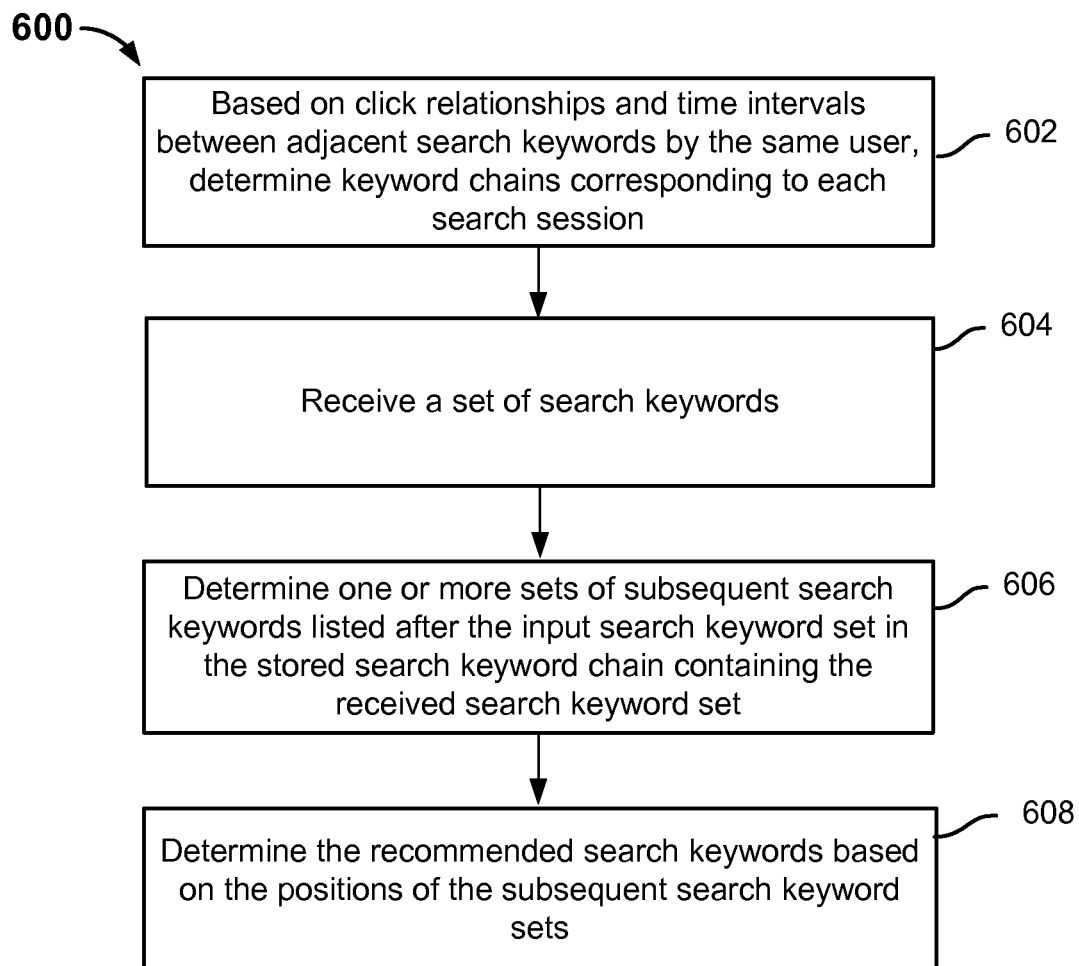 600
Based on click relationships and time intervals
between adjacent search keywords by the same user,
determine keyword chains corresponding to each
search session
602
Receive a set of search keywords
604
Determine one or more sets of subsequent search
keywords listed after the input search keyword set in
the stored search keyword chain containing the
received search keyword set
606
Determine the recommended search keywords based
on the positions of the subsequent search keyword
sets
608